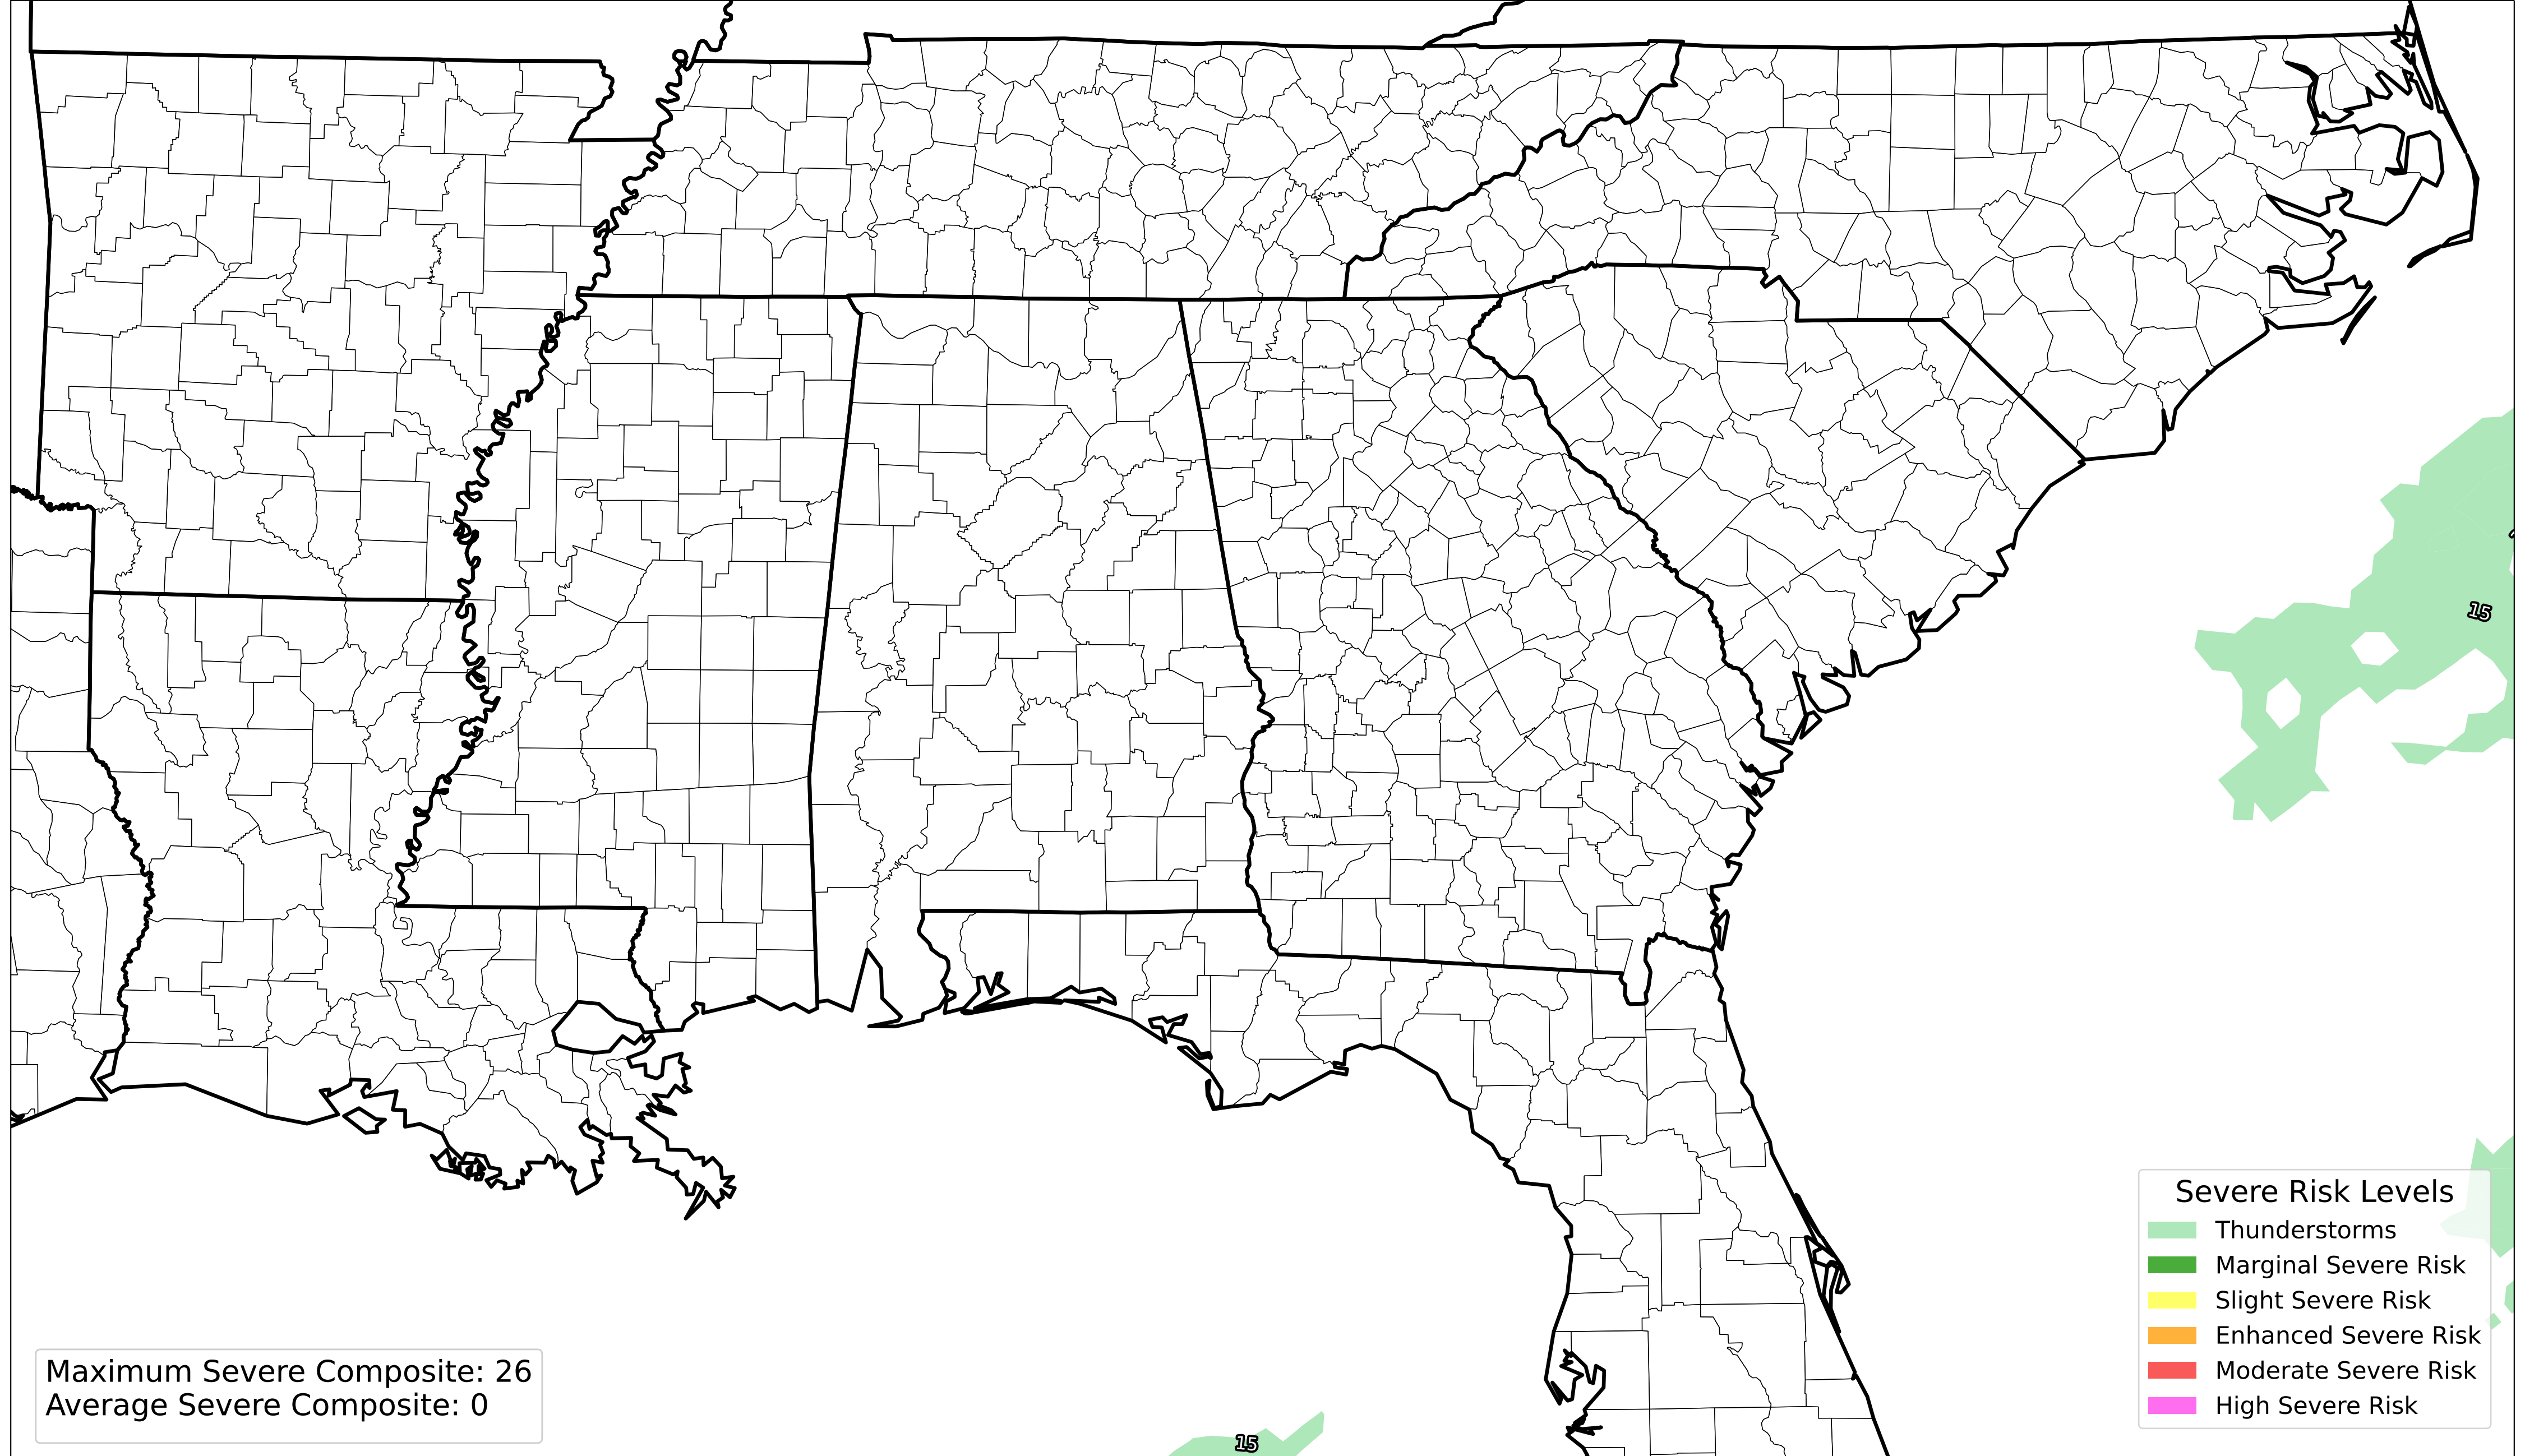 15
Severe Risk Levels
Thunderstorms
Marginal Severe Risk
Slight Severe Risk
Enhanced Severe Risk
Moderate Severe Risk
High Severe Risk
Maximum Severe Composite: 26
Average Severe Composite: 0
15